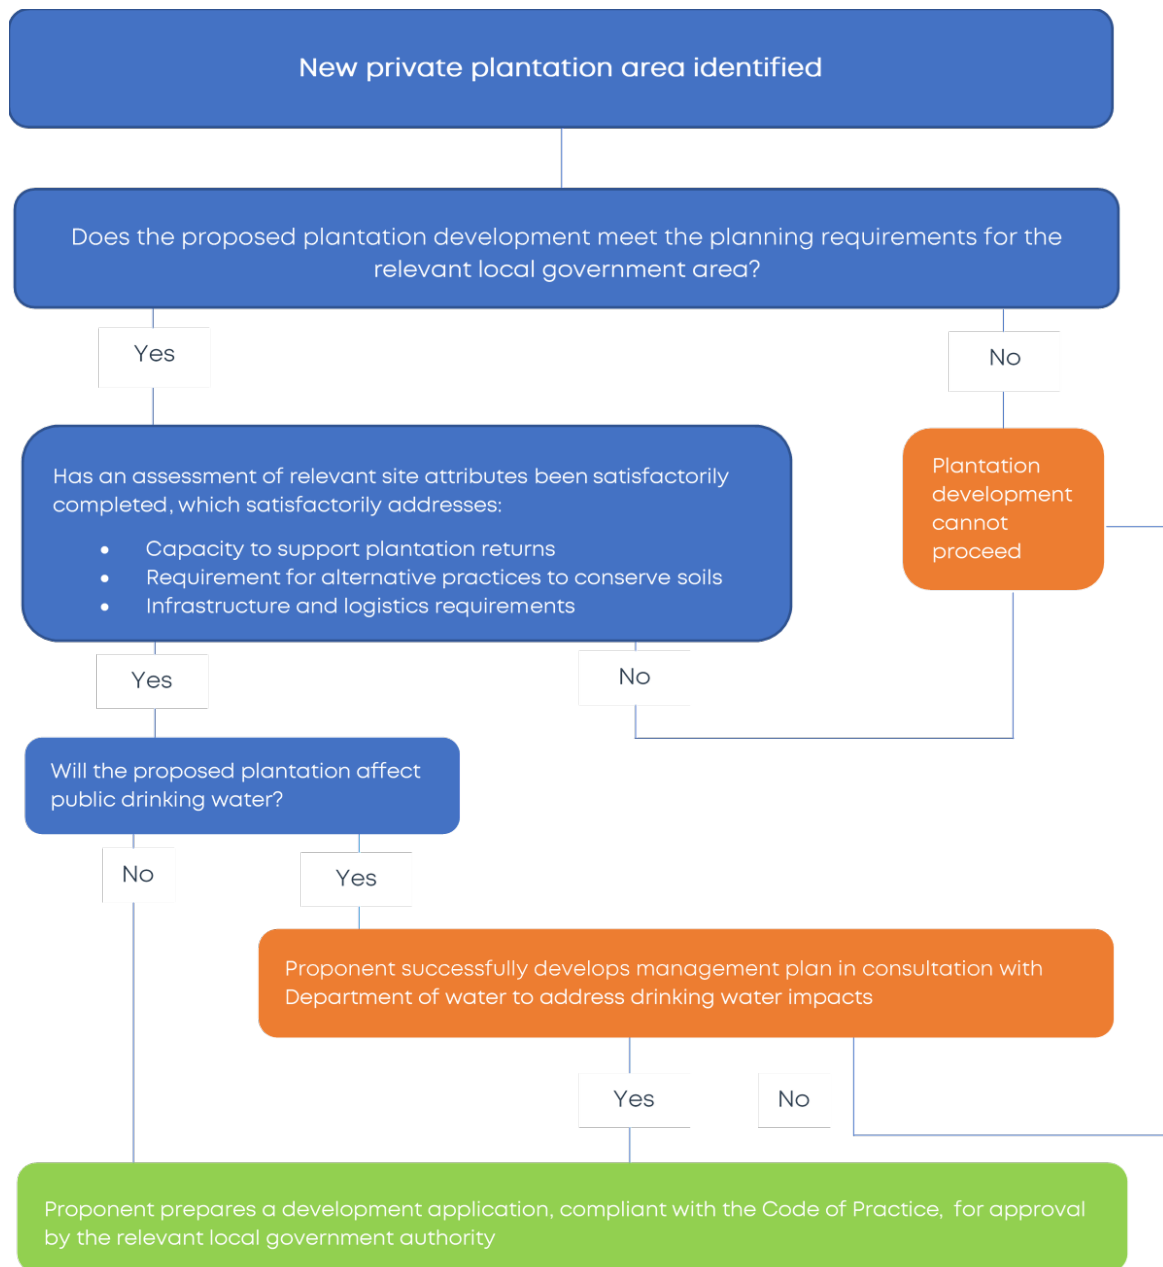 New private plantation area identified
Does the proposed plantation development meet the planning requirements for the
relevant local government area?
Yes
No
Has an assessment of relevant site attributes been satisfactorily
completed, which satisfactorily addresses:
• Capacity to support plantation returns
• Requirement for alternative practices to conserve soils
• Infrastructure and logistics requirements
Plantation
development
cannot
proceed
Yes
No
Will the proposed plantation affect
public drinking water?
No
Yes
Proponent successfully develops management plan in consultation with
Department of water to address drinking water impacts
Yes
No
Proponent prepares a development application, compliant with the Code of Practice,  for approval
by the relevant local government authority